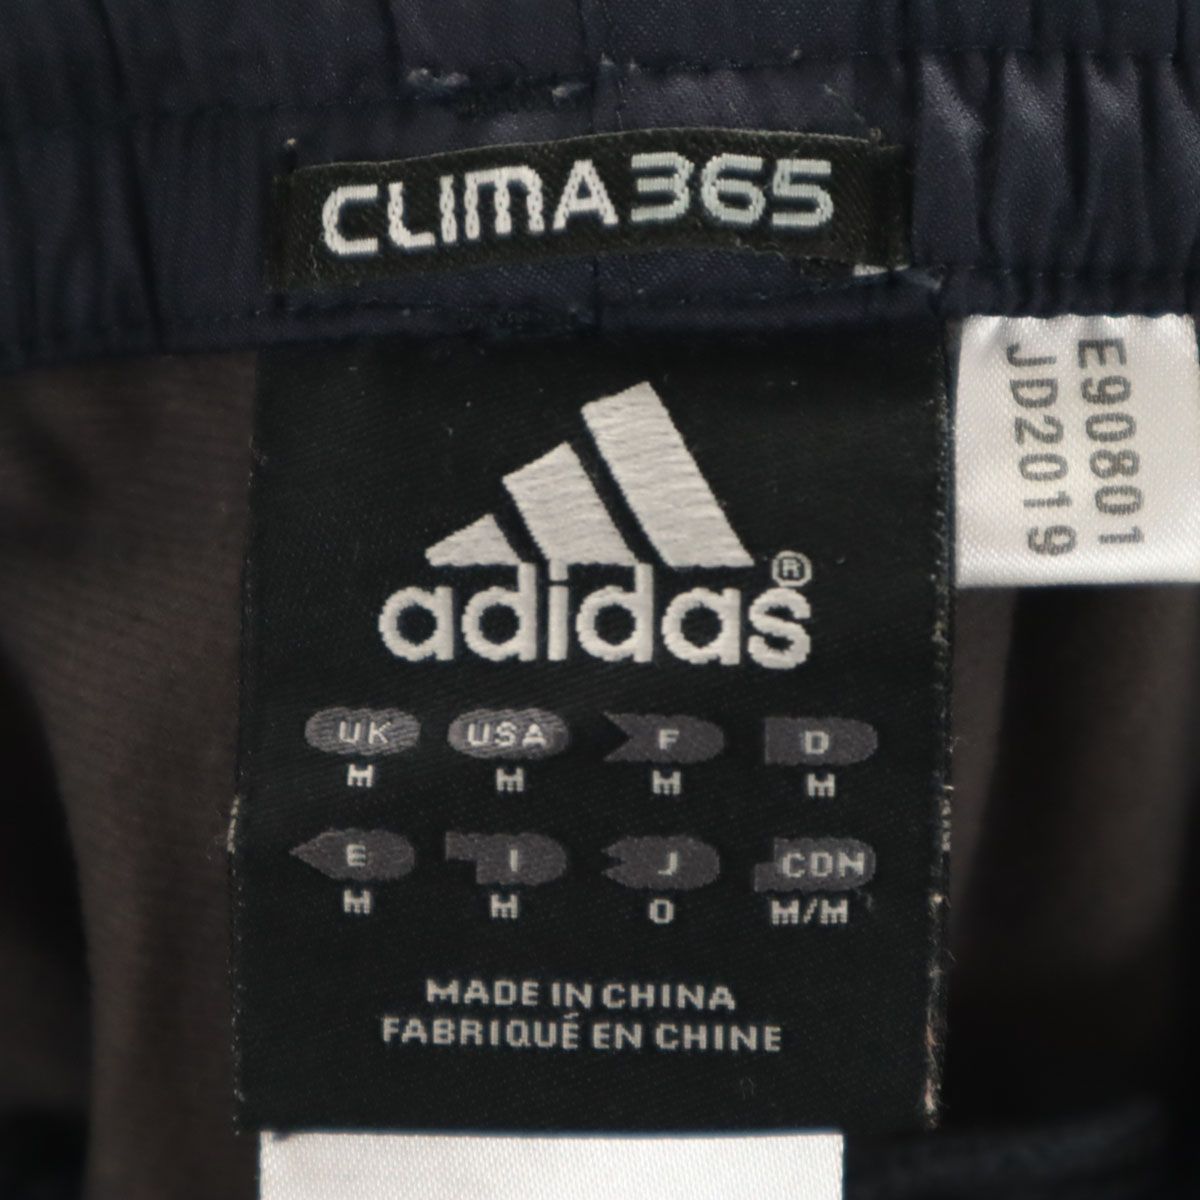 CLIMA365
E90801
JD2019
adidas®
UK USA F D
M M M M
E I J CDN
M M O M/M
MADE IN CHINA
FABRIQUÉ EN CHINE